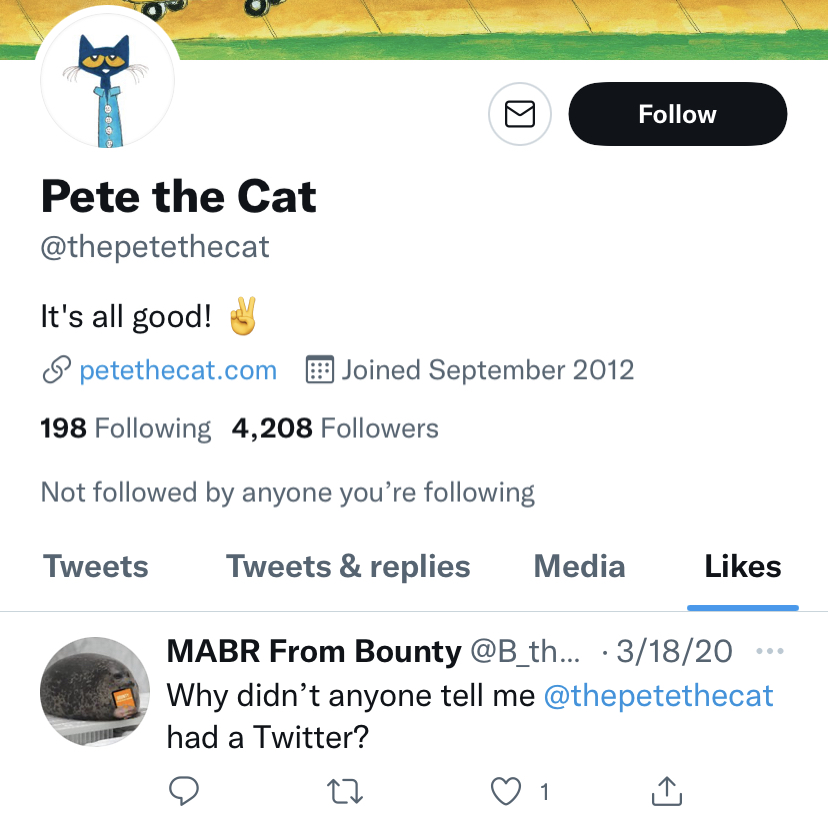 Follow
Pete the Cat
@thepetethecat
It's all good! ✌️
petethecat.com Joined September 2012
198 Following 4,208 Followers
Not followed by anyone you’re following
Tweets Tweets & replies Media Likes
MABR From Bounty @B_th... · 3/18/20
Why didn’t anyone tell me @thepetethecat
had a Twitter?
1